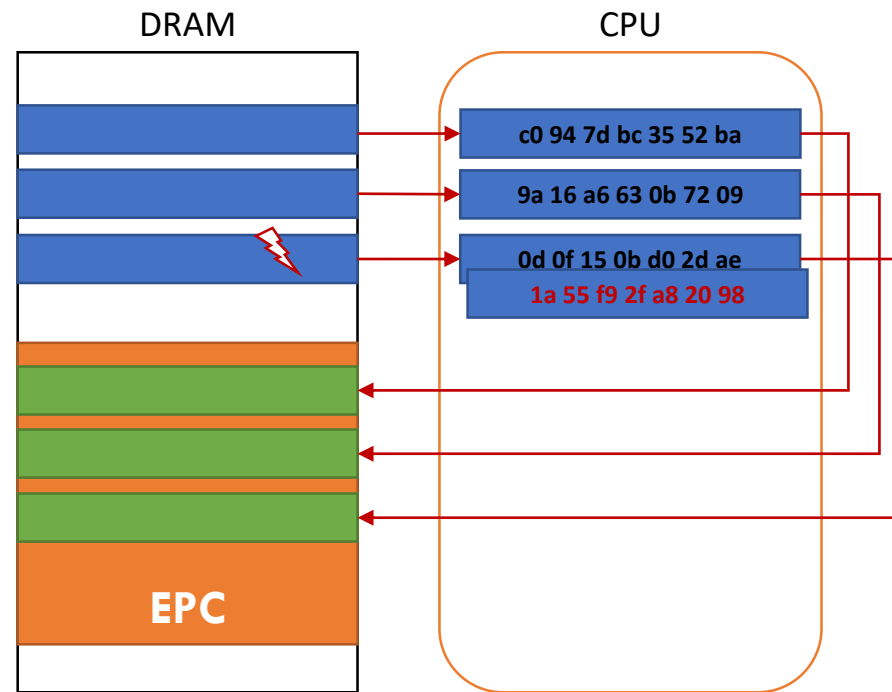 DRAM
CPU
c0 94 7d bc 35 52 ba
9a 16 a6 63 0b 72 09
0d 0f 15 0b d0 2d ae
1a 55 f9 2f a8 20 98
EPC